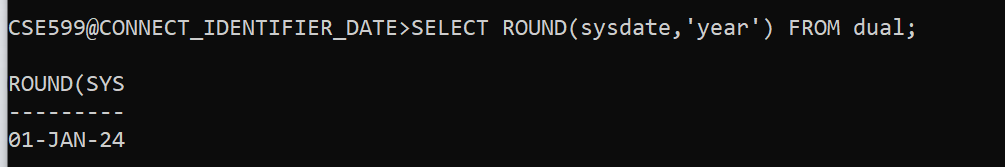 CSE599@CONNECT_IDENTIFIER_DATE>SELECT ROUND(sysdate,'year') FROM dual;
ROUND(SYS
---------
01-JAN-24